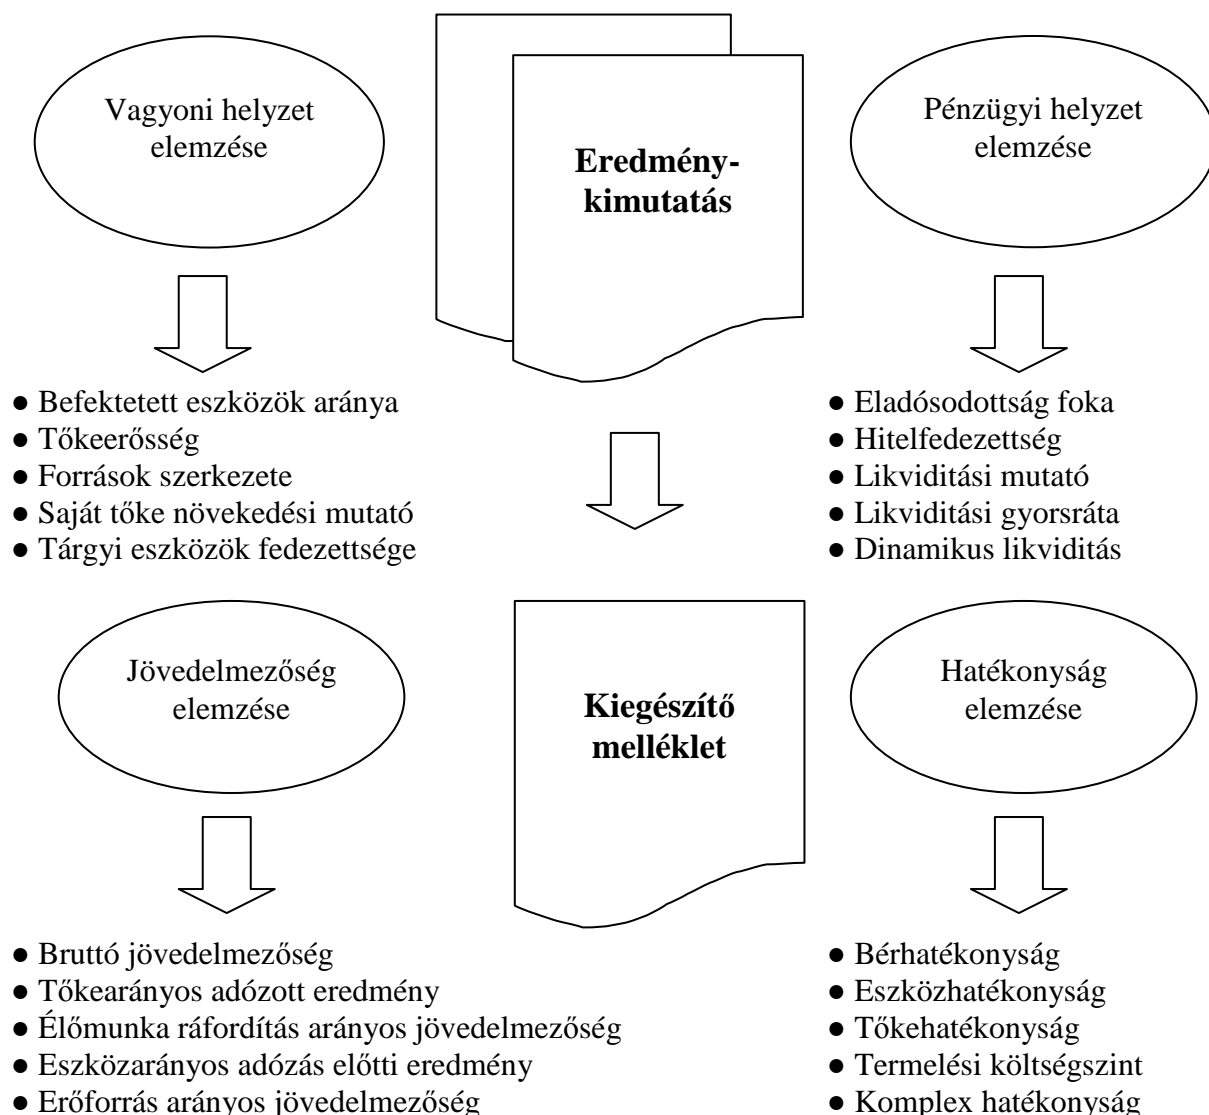 Vagyoni helyzet
elemzése
Eredmény-
kimutatás
Pénzügyi helyzet
elemzése
● Befektetett eszközök aránya
● Tőkeerősség
● Források szerkezete
● Saját tőke növekedési mutató
● Tárgyi eszközök fedezettsége
● Eladósodottság foka
● Hitelfedezettség
● Likviditási mutató
● Likviditási gyorsráta
● Dinamikus likviditás
Jövedelmezőség
elemzése
Kiegészítő
melléklet
Hatékonyság
elemzése
● Bruttó jövedelmezőség
● Tőkearányos adózott eredmény
● Élőmunka ráfordítás arányos jövedelmezőség
● Eszközarányos adózás előtti eredmény
● Erőforrás arányos jövedelmezőség
● Bérhatékonyság
● Eszközhatékonyság
● Tőkehatékonyság
● Termelési költségszint
● Komplex hatékonyság